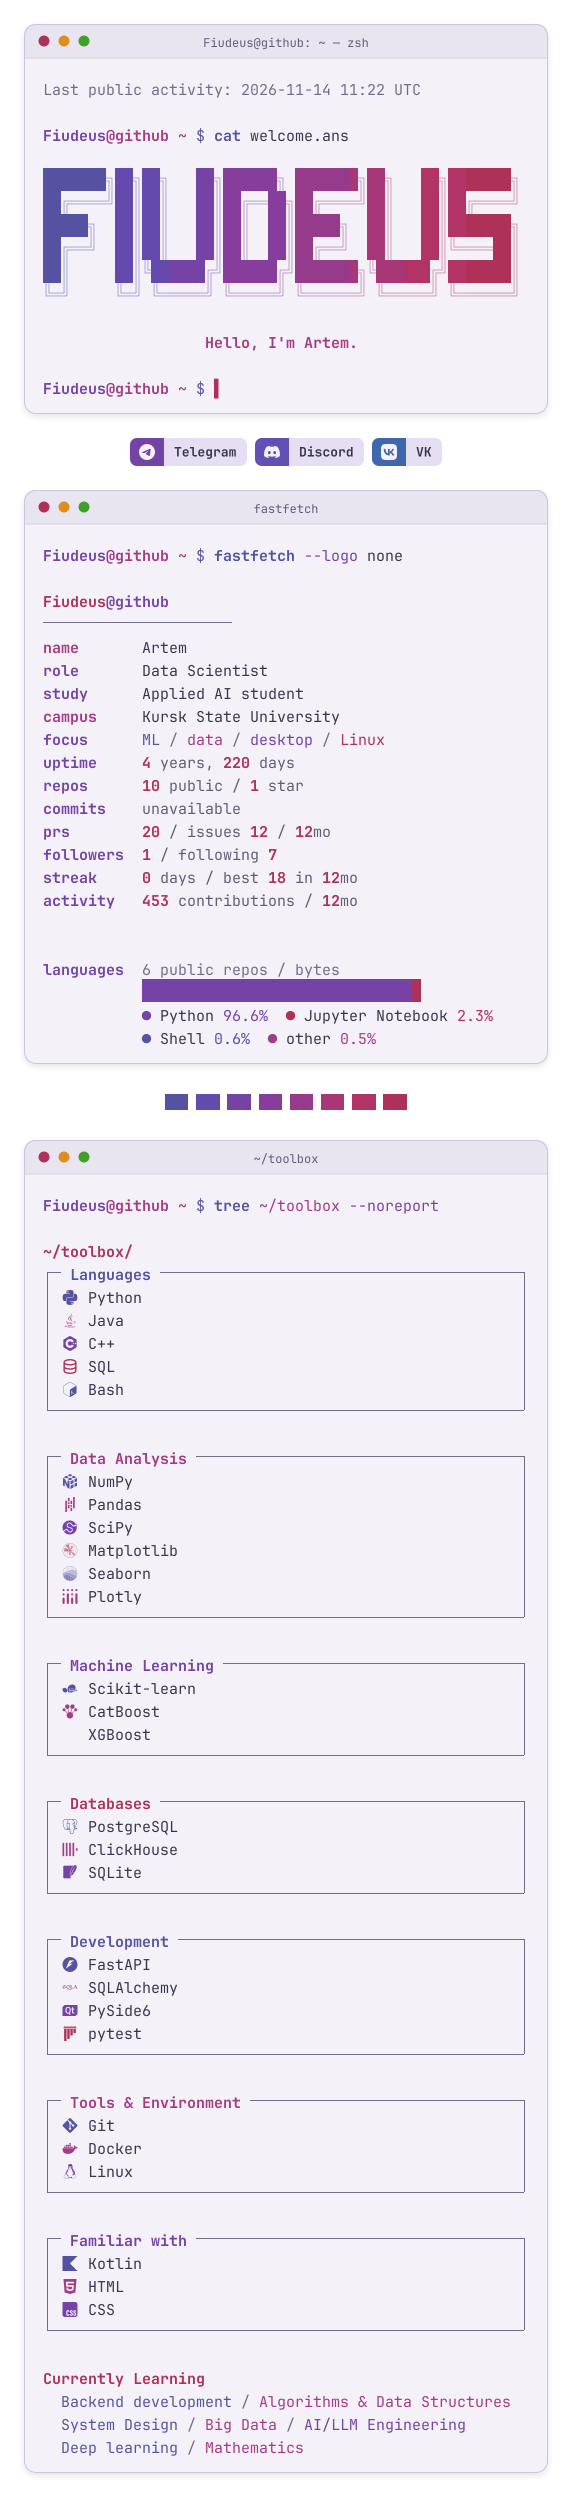 Fiudeus@github: ~ — zsh
Last public activity: 2026-11-14 11:22 UTC
Fiudeus@github ~ $ cat welcome.ans
FIUDEUS
Hello, I'm Artem.
Fiudeus@github ~ $
Telegram Discord VK
fastfetch
Fiudeus@github ~ $ fastfetch --logo none
Fiudeus@github
name Artem
role Data Scientist
study Applied AI student
campus Kursk State University
focus ML / data / desktop / Linux
uptime 4 years, 220 days
repos 10 public / 1 star
commits unavailable
prs 20 / issues 12 / 12mo
followers 1 / following 7
streak 0 days / best 18 in 12mo
activity 453 contributions / 12mo
languages 6 public repos / bytes
Python 96.6% Jupyter Notebook 2.3%
Shell 0.6% other 0.5%
~/toolbox
Fiudeus@github ~ $ tree ~/toolbox --noreport
~/toolbox/
Languages
Python
Java
C++
SQL
Bash
Data Analysis
NumPy
Pandas
SciPy
Matplotlib
Seaborn
Plotly
Machine Learning
Scikit-learn
CatBoost
XGBoost
Databases
PostgreSQL
ClickHouse
SQLite
Development
FastAPI
SQLAlchemy
PySide6
pytest
Tools & Environment
Git
Docker
Linux
Familiar with
Kotlin
HTML
CSS
Currently Learning
Backend development / Algorithms & Data Structures
System Design / Big Data / AI/LLM Engineering
Deep learning / Mathematics